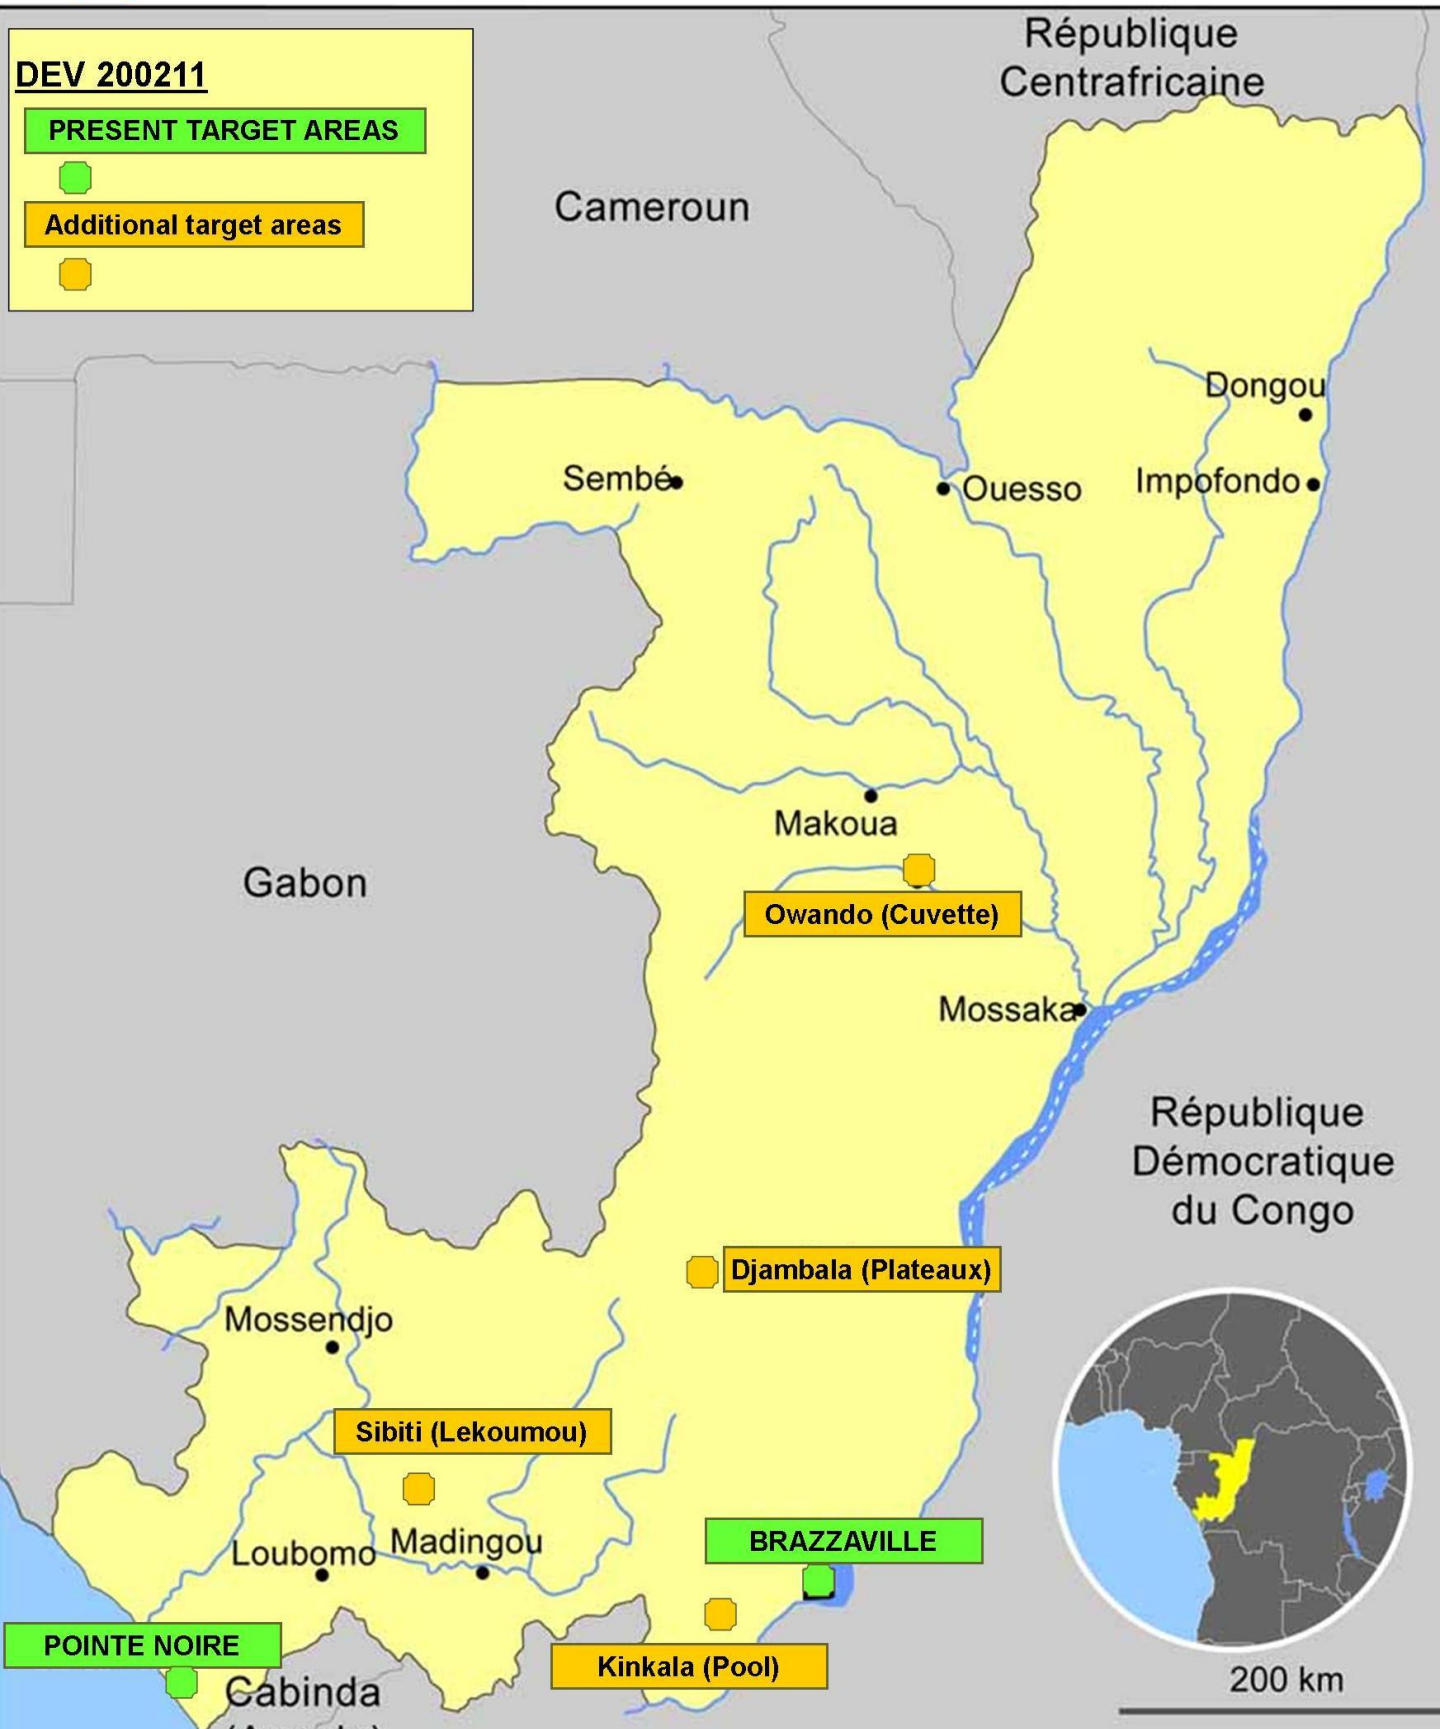 République
Centrafricaine
DEV 200211
PRESENT TARGET AREAS
Additional target areas
Cameroun
Dongou
Sembé
Ouesso
Impofondo
Makoua
Gabon
Owando (Cuvette)
Mossaka
République
Démocratique
du Congo
Djambala (Plateaux)
Mossendjo
Sibiti (Lekoumou)
BRAZZAVILLE
Madingou
Loubomo
POINTE NOIRE
Kinkala (Pool)
200 km
Cabinda